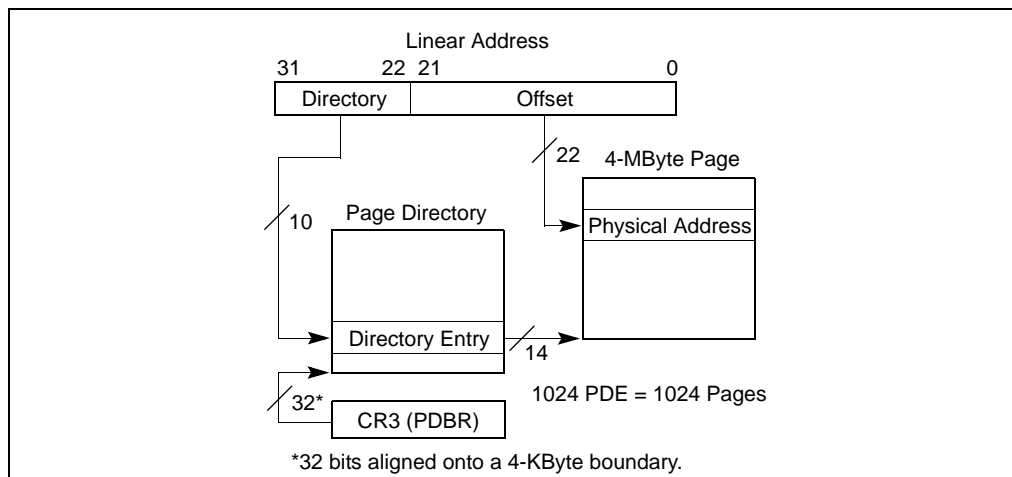 Linear Address
31 22 21 0
Directory Offset
22
4-MByte Page
10
Page Directory
Physical Address
Directory Entry
14
32*
1024 PDE = 1024 Pages
CR3 (PDBR)
*32 bits aligned onto a 4-KByte boundary.